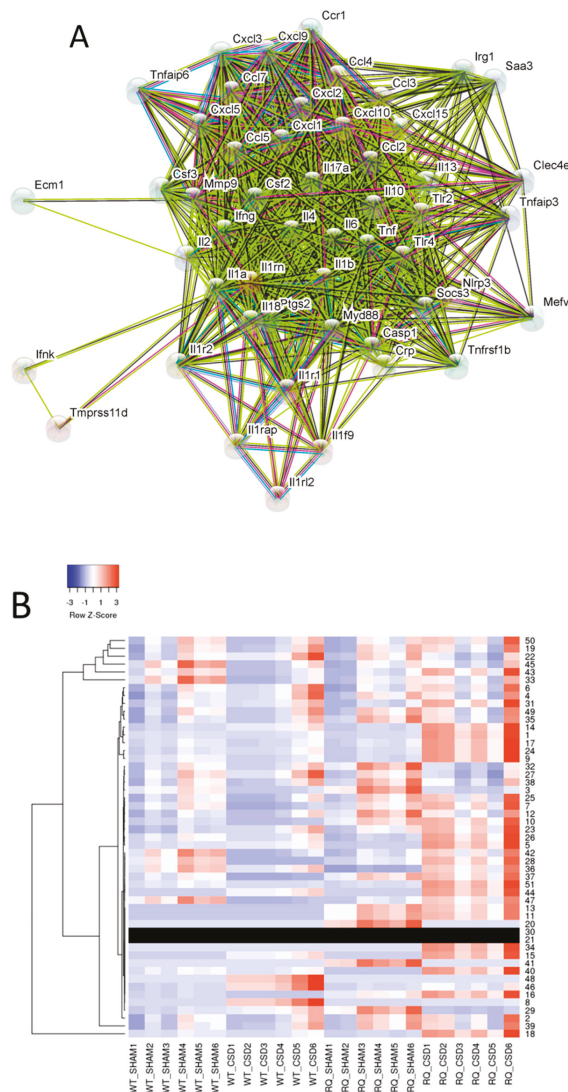 A
Ccr1
Cxcl3
Cxcl9
Tnfaip6
Ccl4
Irg1
Saa3
Ccl7
Ccl3
Cxcl5
Cxcl2
Cxcl1
Cxcl10
Cxcl15
Ccl5
Ccl2
Il17a
Il13
Clec4e
Csf3
Mmp9
Csf2
Il10
Tlr2
Tnfaip3
Ecm1
Ifng
Il4
Il6
Tnf
Il2
Tlr4
Il1a
Il1rn
Il1b
Nlrp3
Il18
Ptgs2
Socs3
Mefv
Myd88
Casp1
Crp
Tnfrsf1b
Il1r2
Il1r1
Ifnk
Tmprss11d
Il1rap
Il1f9
Il1rl2
B
-3 -1 1 3
Row Z-Score
50
19
22
45
43
33
6
4
31
49
35
14
1
17
24
9
32
27
38
3
25
7
12
10
23
26
5
42
28
36
37
51
44
47
13
11
20
30
21
34
15
41
40
48
46
16
8
29
2
39
18
WT_SHAM1
WT_SHAM2
WT_SHAM3
WT_SHAM4
WT_SHAM5
WT_SHAM6
WT_CSD1
WT_CSD2
WT_CSD3
WT_CSD4
WT_CSD5
WT_CSD6
RQ_SHAM1
RQ_SHAM2
RQ_SHAM3
RQ_SHAM4
RQ_SHAM5
RQ_SHAM6
RQ_CSD1
RQ_CSD2
RQ_CSD3
RQ_CSD4
RQ_CSD5
RQ_CSD6